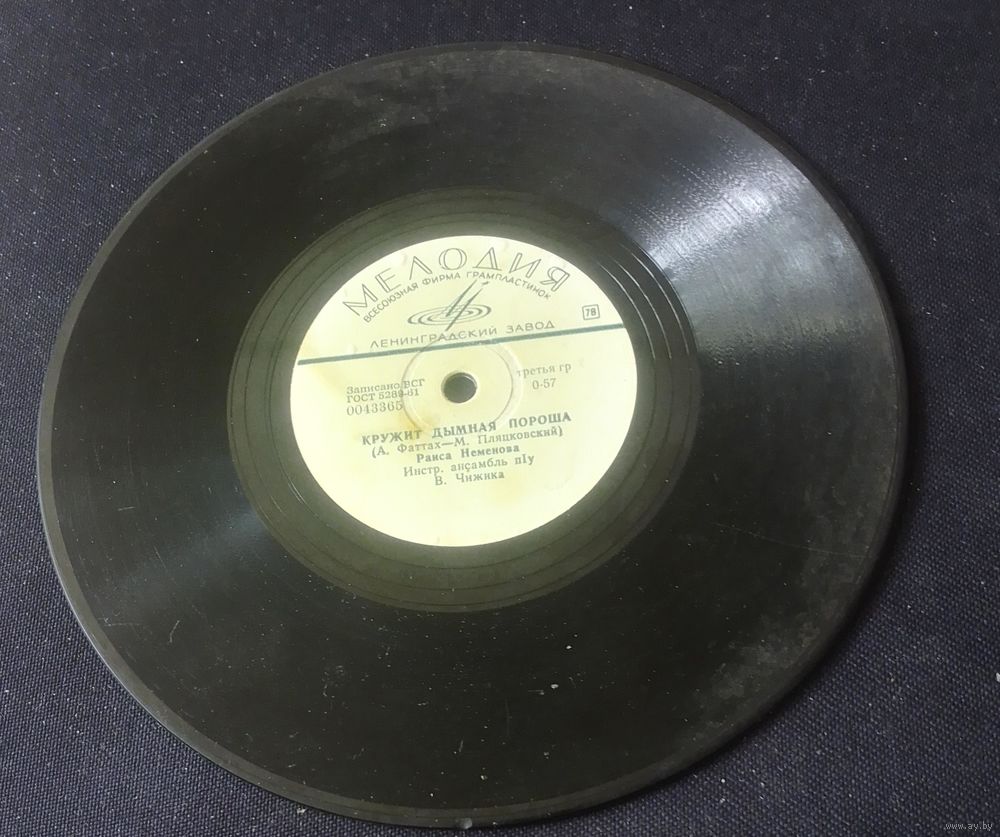 МЕЛОДИЯ
ВСЕСОЮЗНАЯ ФИРМА ГРАМПЛАСТИНОК
78
ЛЕНИНГРАДСКИЙ ЗАВОД
Записано ВСГ
ГОСТ 5289-61
0043365
третья гр
0-57
КРУЖИТ ДЫМНАЯ ПОРОША
(А. Фаттах—М. Пляцковский)
Раиса Неменова
Инстр. ансамбль п/у
В. Чижика
www.ay.by